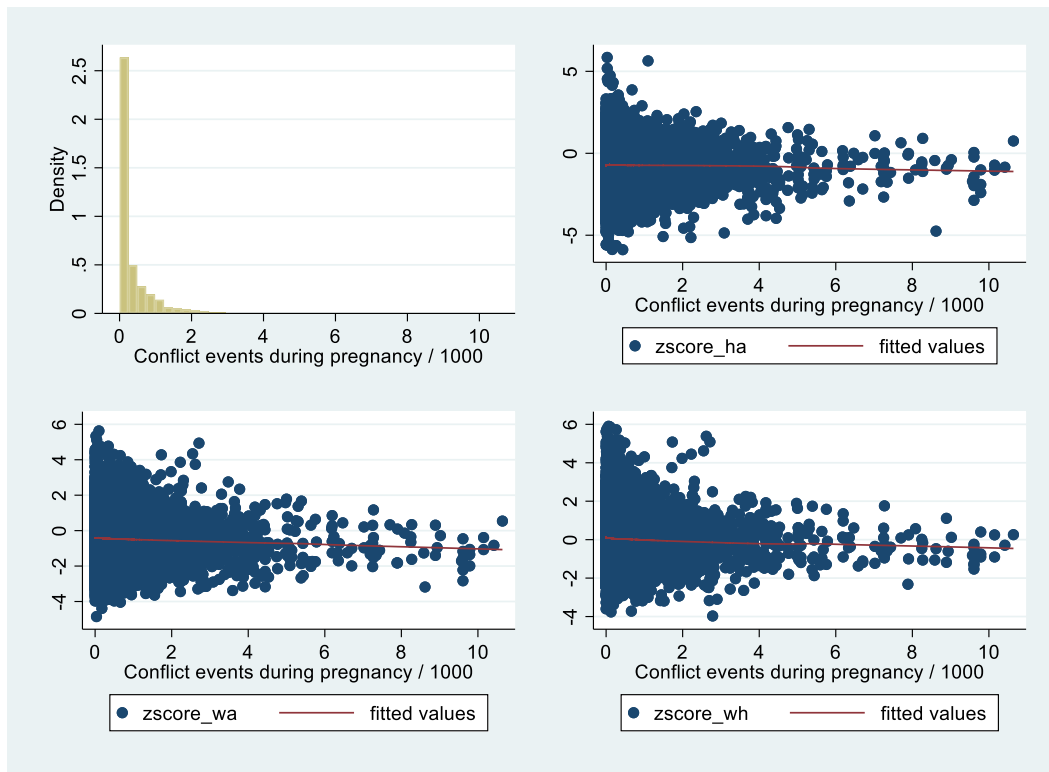 Density
2.5
2
1.5
1
.5
0
0 2 4 6 8 10
Conflict events during pregnancy / 1000
5
0
-5
0 2 4 6 8 10
Conflict events during pregnancy / 1000
zscore_ha fitted values
6
4
2
0
-2
-4
0 2 4 6 8 10
Conflict events during pregnancy / 1000
zscore_wa fitted values
6
4
2
0
-2
-4
0 2 4 6 8 10
Conflict events during pregnancy / 1000
zscore_wh fitted values